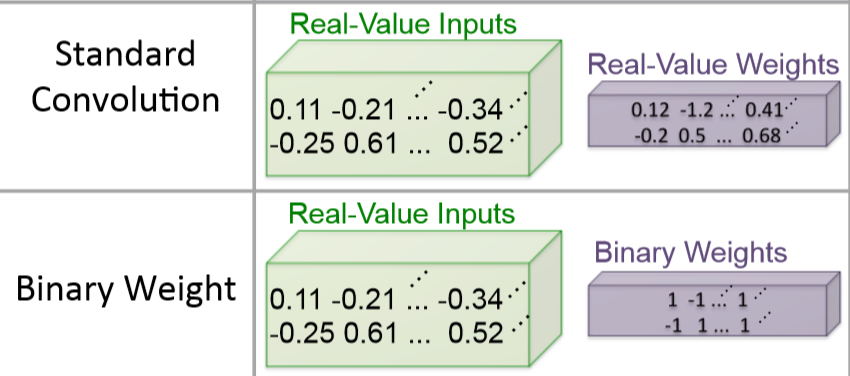 Standard
Convolution
Real-Value Inputs
0.11 -0.21 ... -0.34
-0.25 0.61 ... 0.52
Real-Value Weights
0.12 -1.2 ... 0.41
-0.2 0.5 ... 0.68
Binary Weight
Real-Value Inputs
0.11 -0.21 ... -0.34
-0.25 0.61 ... 0.52
Binary Weights
1 -1 ... 1
-1 1 ... 1